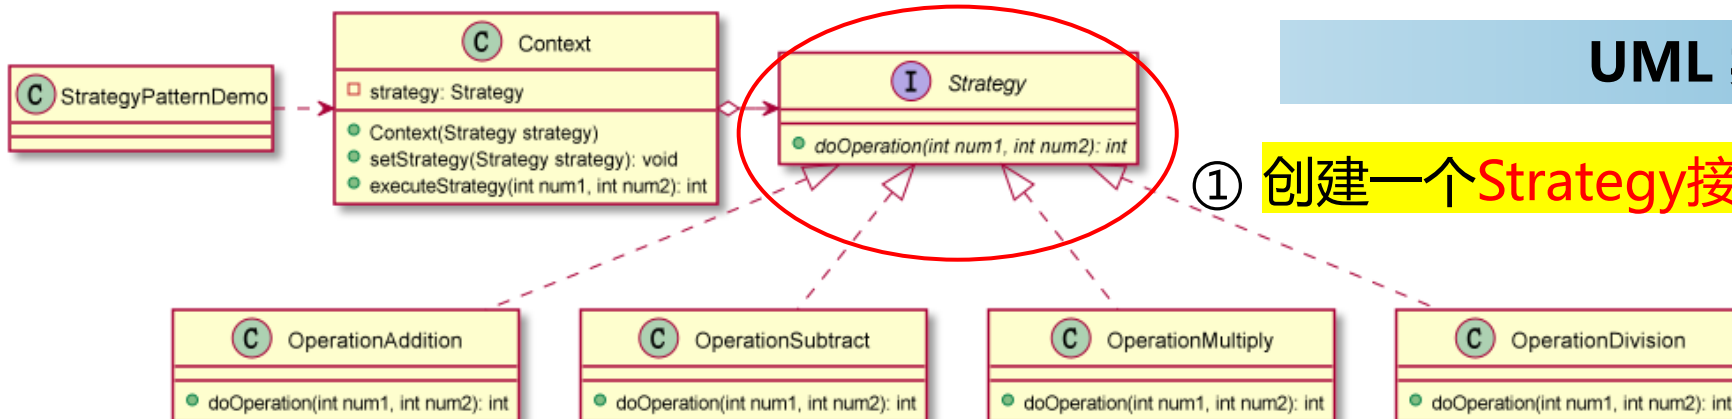 C Context
UML
C StrategyPatternDemo
strategy: Strategy
I Strategy
Context(Strategy strategy)
setStrategy(Strategy strategy): void
executeStrategy(int num1, int num2): int
doOperation(int num1, int num2): int
① 创建一个Strategy接
C OperationAddition
C OperationSubtract
C OperationMultiply
C OperationDivision
doOperation(int num1, int num2): int
doOperation(int num1, int num2): int
doOperation(int num1, int num2): int
doOperation(int num1, int num2): int